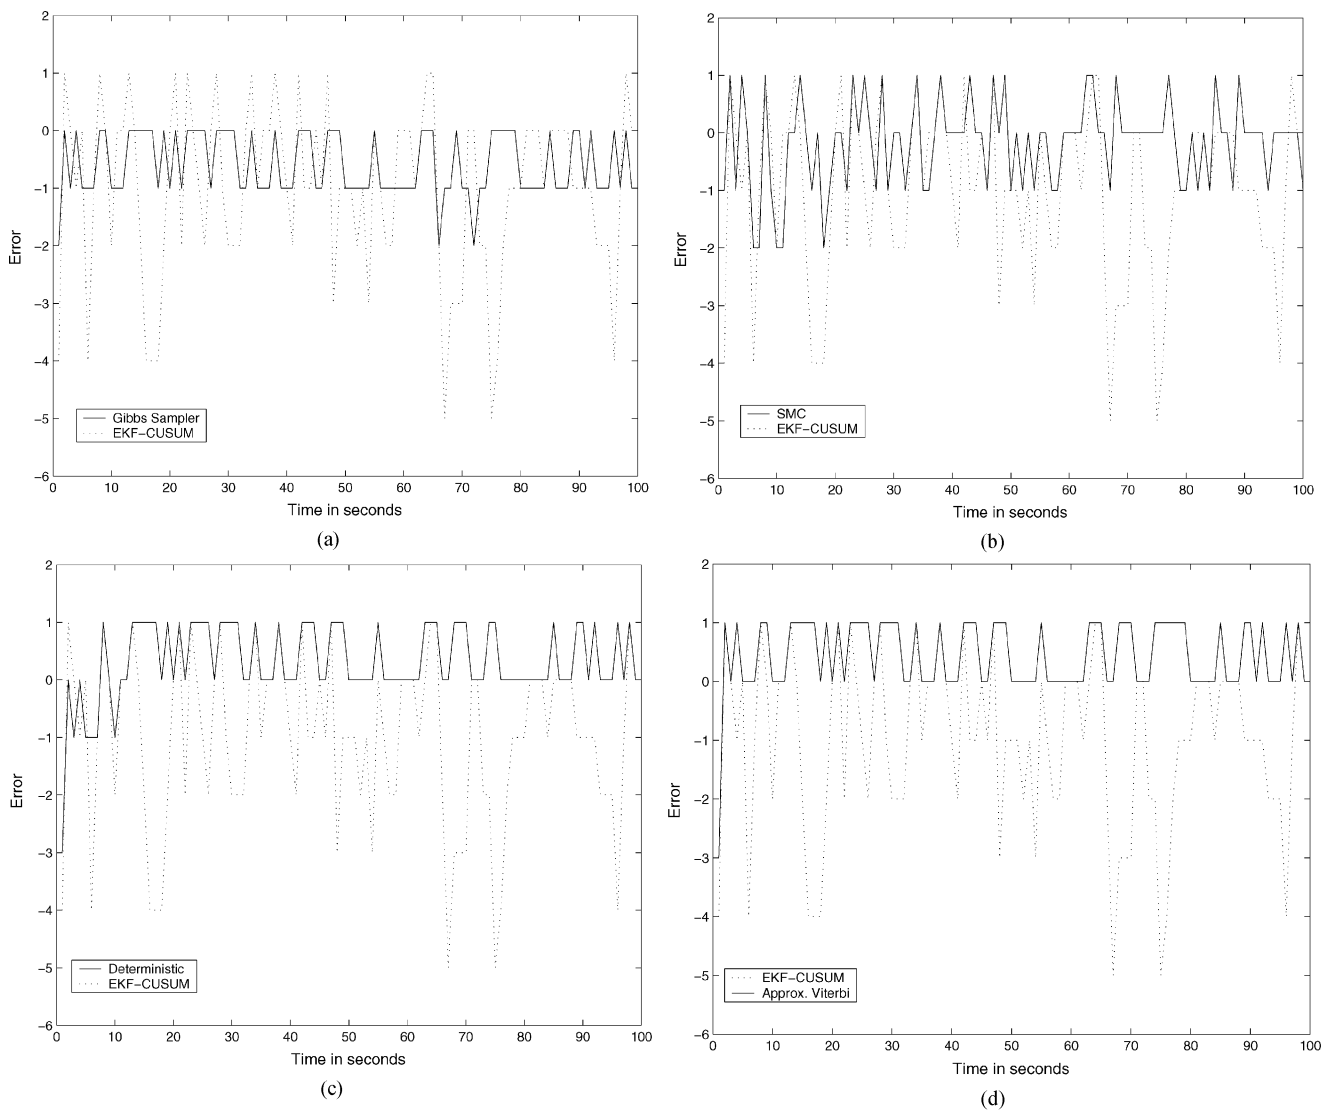 2
1
0
−1
−2
−3
−4
−5
−6
Error
Gibbs Sampler
EKF−CUSUM
0 10 20 30 40 50 60 70 80 90 100
Time in seconds
(a)
2
1
0
−1
−2
−3
−4
−5
−6
Error
SMC
EKF−CUSUM
0 10 20 30 40 50 60 70 80 90 100
Time in seconds
(b)
2
1
0
−1
−2
−3
−4
−5
−6
Error
Deterministic
EKF−CUSUM
0 10 20 30 40 50 60 70 80 90 100
Time in seconds
(c)
2
1
0
−1
−2
−3
−4
−5
−6
Error
EKF−CUSUM
Approx. Viterbi
0 10 20 30 40 50 60 70 80 90 100
Time in seconds
(d)